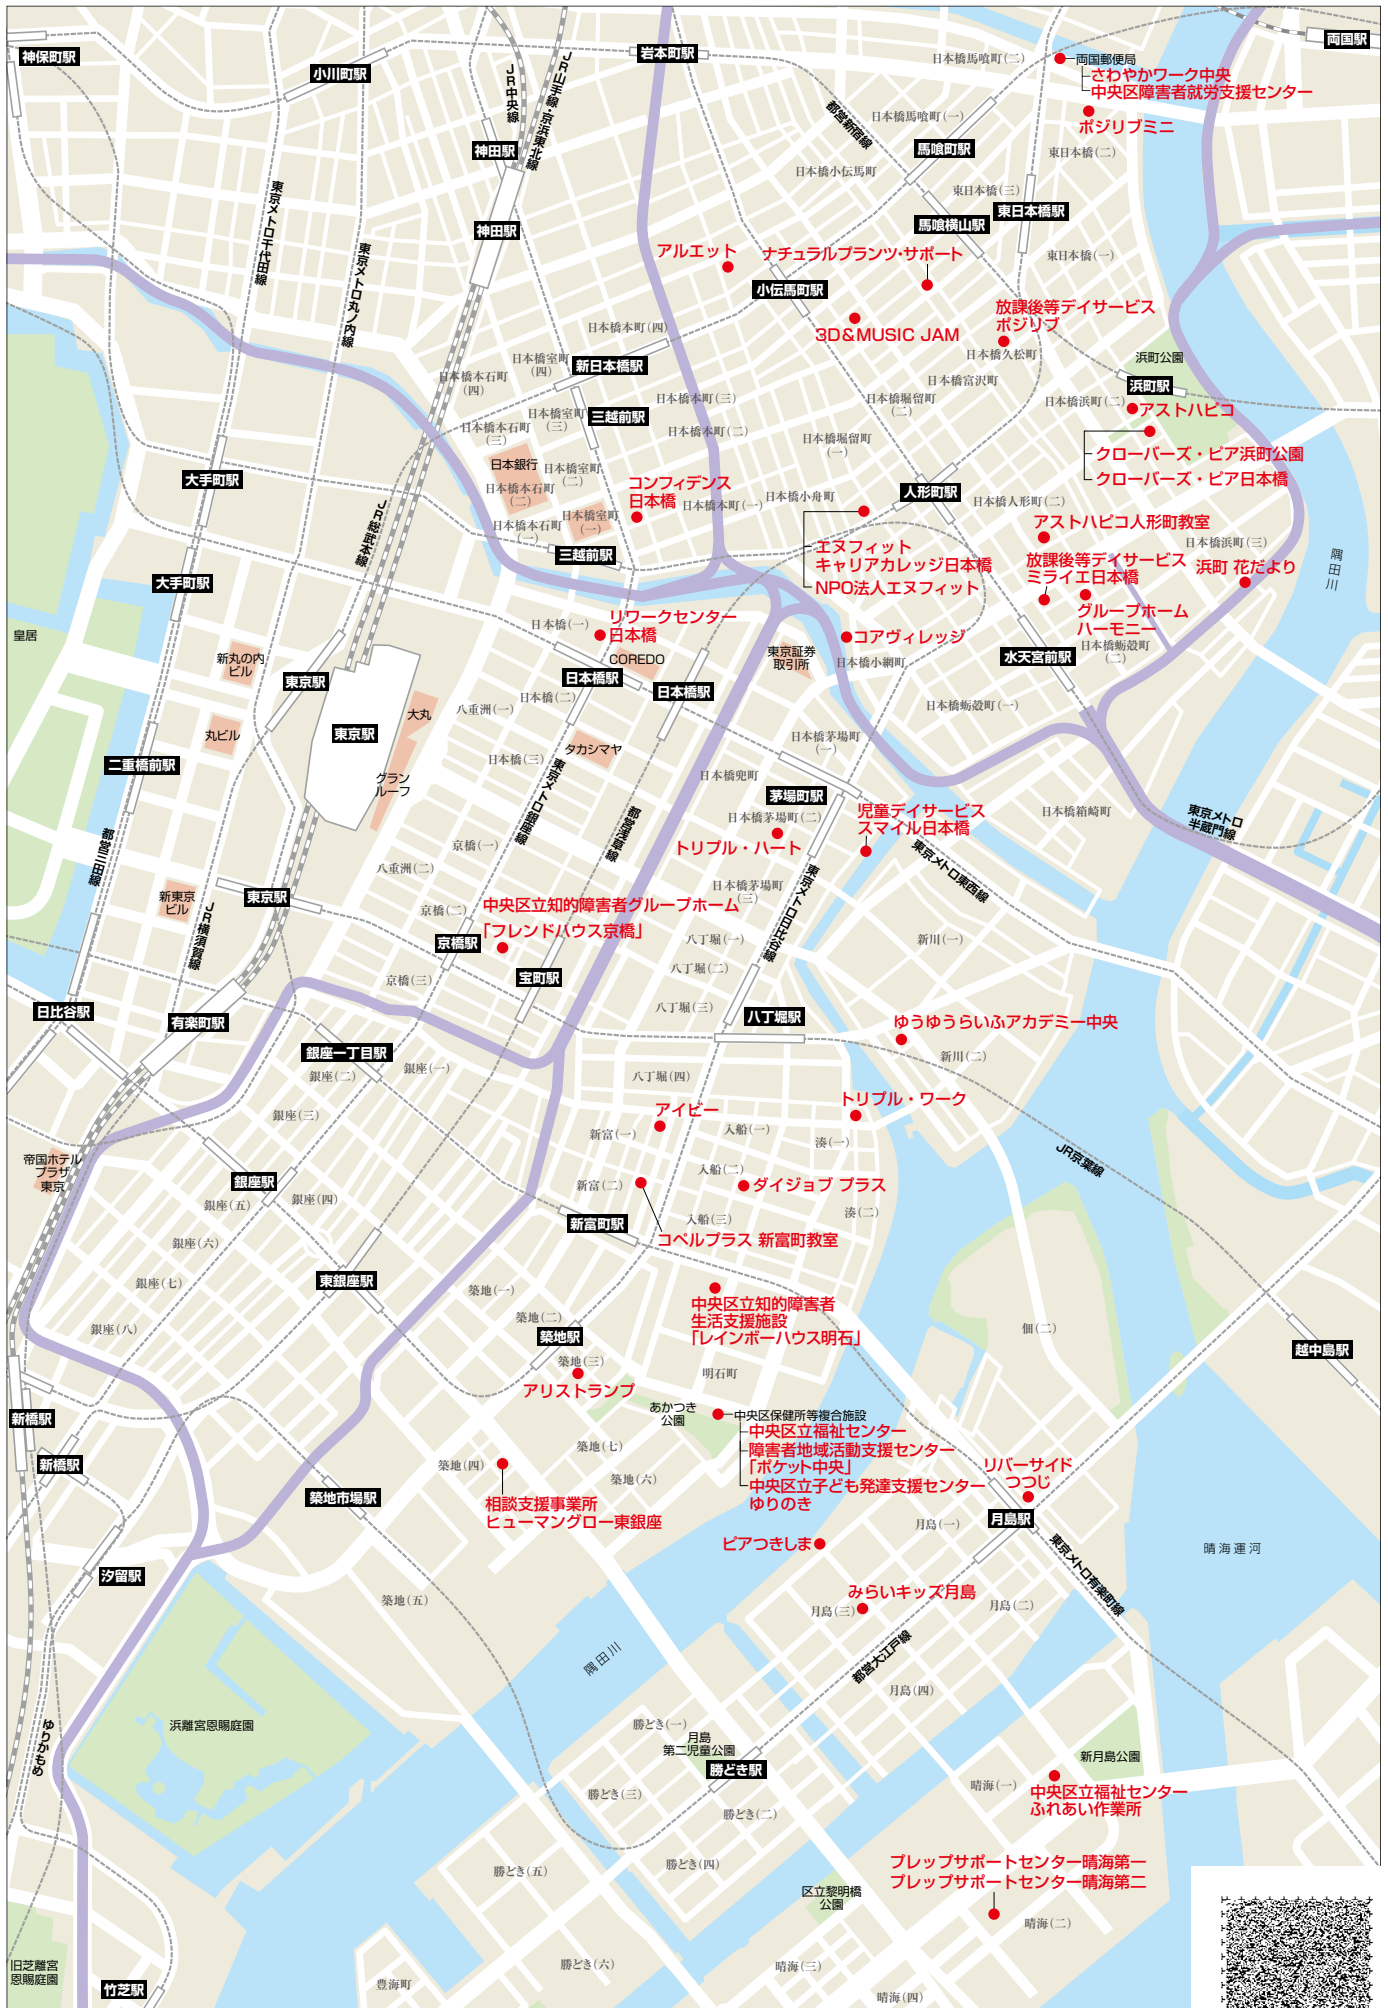 神保町駅
小川町駅
岩本町駅
両国駅
JR中央線
JR山手線・京浜東北線
神田駅
神田駅
日本橋馬喰町(二)
両国郵便局
さわやかワーク中央
中央区障害者就労支援センター
ポジリブミニ
都営新宿線
日本橋馬喰町(一)
馬喰町駅
東日本橋(二)
日本橋小伝馬町
東日本橋(三)
東日本橋駅
馬喰横山駅
東日本橋(一)
東京メトロ千代田線
東京メトロ丸ノ内線
アルエット
ナチュラルプランツ・サポート
小伝馬町駅
3D&MUSIC JAM
放課後等デイサービス
ポジリブ
日本橋久松町
浜町公園
浜町駅
日本橋本町(四)
日本橋室町
(四)
新日本橋駅
日本橋本石町
(四)
日本橋富沢町
日本橋浜町(二)
アストハピコ
クローバーズ・ピア浜町公園
クローバーズ・ピア日本橋
三越前駅
日本橋本町(三)
日本橋堀留町
(二)
日本橋室町
(三)
日本橋本石町
(三)
日本橋本町(二)
日本橋堀留町
(一)
日本銀行
日本橋室町
(二)
日本橋本石町
(二)
コンフィデンス
日本橋
日本橋本町(一)
日本橋小舟町
人形町駅
日本橋人形町(二)
日本橋室町
(一)
日本橋本石町
(一)
三越前駅
大手町駅
大手町駅
JR総武本線
アストハピコ人形町教室
日本橋浜町(三)
エヌフィット
キャリアカレッジ日本橋
NPO法人エヌフィット
放課後等デイサービス
ミライエ日本橋
浜町 花だより
グループホーム
ハーモニー
隅田川
皇居
新丸の内
ビル
東京駅
日本橋(一)
リワークセンター
日本橋
COREDO
コアヴィレッジ
東京証券
取引所
日本橋小網町
水天宮前駅
日本橋蛎殻町
(二)
日本橋駅
日本橋駅
日本橋(二)
八重洲(一)
大丸
東京駅
丸ビル
二重橋前駅
グラン
ルーフ
日本橋(三)
タカシマヤ
日本橋蛎殻町(一)
日本橋茅場町
(一)
日本橋兜町
茅場町駅
東京メトロ銀座線
都営浅草線
日本橋茅場町(二)
トリプル・ハート
児童デイサービス
スマイル日本橋
日本橋箱崎町
東京メトロ
半蔵門線
東京メトロ東西線
都営三田線
京橋(一)
八重洲(二)
新東京
ビル
東京駅
JR横須賀線
中央区立知的障害者グループホーム
「フレンドハウス京橋」
京橋(二)
京橋駅
日本橋茅場町
(三)
東京メトロ日比谷線
八丁堀(一)
新川(一)
京橋(三)
宝町駅
八丁堀(二)
八丁堀(三)
八丁堀駅
日比谷駅
有楽町駅
銀座一丁目駅
銀座(二)
銀座(一)
ゆうゆうらいふアカデミー中央
新川(二)
八丁堀(四)
銀座(三)
アイビー
新富(一)
入船(一)
トリプル・ワーク
湊(一)
JR京葉線
帝国ホテル
プラザ
東京
銀座駅
銀座(四)
銀座(五)
新富(二)
入船(二)
ダイジョブ プラス
新富町駅
入船(三)
湊(二)
コペルプラス 新富町教室
銀座(六)
東銀座駅
銀座(七)
築地(一)
銀座(八)
築地(二)
築地駅
中央区立知的障害者
生活支援施設
「レインボーハウス明石」
佃(二)
越中島駅
築地(三)
アリストランプ
明石町
あかつき
公園
中央区保健所等複合施設
中央区立福祉センター
障害者地域活動支援センター
「ポケット中央」
中央区立子ども発達支援センター
ゆりのき
新橋駅
新橋駅
築地(七)
築地(四)
築地(六)
築地市場駅
相談支援事業所
ヒューマングロー東銀座
リバーサイド
つつじ
月島駅
月島(一)
ピアつきしま
晴海運河
汐留駅
築地(五)
みらいキッズ月島
月島(三)
月島(二)
東京メトロ有楽町線
都営大江戸線
隅田川
月島(四)
浜離宮恩賜庭園
ゆりかもめ
勝どき(一)
月島
第二児童公園
勝どき駅
新月島公園
晴海(一)
中央区立福祉センター
ふれあい作業所
勝どき(三)
勝どき(二)
勝どき(五)
勝どき(四)
プレップサポートセンター晴海第一
プレップサポートセンター晴海第二
区立黎明橋
公園
晴海(二)
旧芝離宮
恩賜庭園
竹芝駅
豊海町
勝どき(六)
晴海(三)
晴海(四)